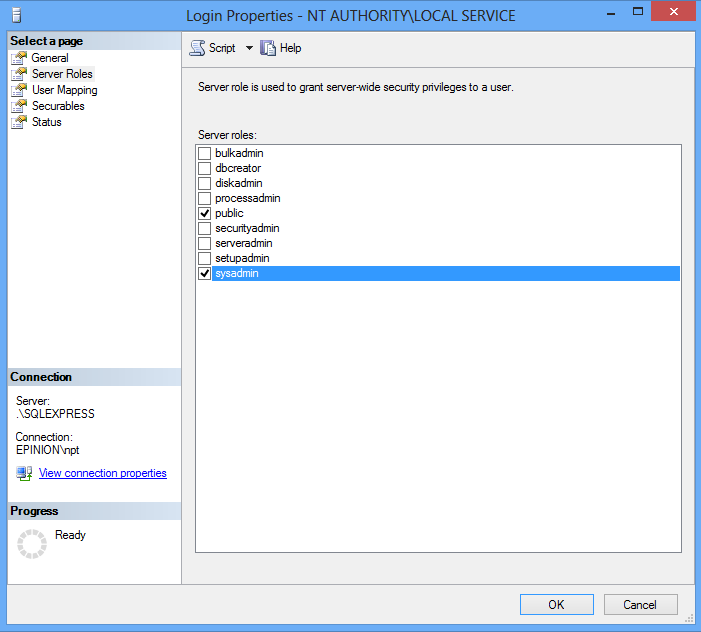 Login Properties - NT AUTHORITY\LOCAL SERVICE
Select a page
General
Server Roles
User Mapping
Securables
Status
Script
Help
Server role is used to grant server-wide security privileges to a user.
Server roles:
bulkadmin
dbcreator
diskadmin
processadmin
public
securityadmin
serveradmin
setupadmin
sysadmin
Connection
Server:
.\SQLEXPRESS
Connection:
EPINION\npt
View connection properties
Progress
Ready
OK
Cancel